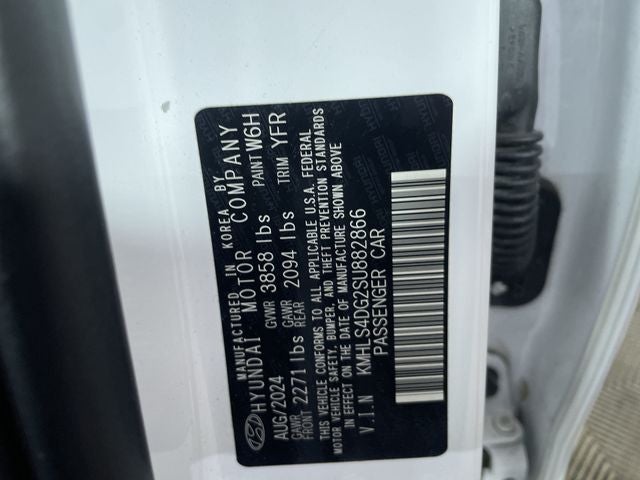 MANUFACTURED IN KOREA BY
HYUNDAI MOTOR COMPANY
AUG/2024 GVWR 3858 lbs PAINT W6H
GAWR FRONT 2271 lbs GAWR REAR 2094 lbs TRIM YFR
THIS VEHICLE CONFORMS TO ALL APPLICABLE U.S.A. FEDERAL
MOTOR VEHICLE SAFETY, BUMPER, AND THEFT PREVENTION STANDARDS
IN EFFECT ON THE DATE OF MANUFACTURE SHOWN ABOVE
V.I.N KMHLS4DG2SU882866
PASSENGER CAR